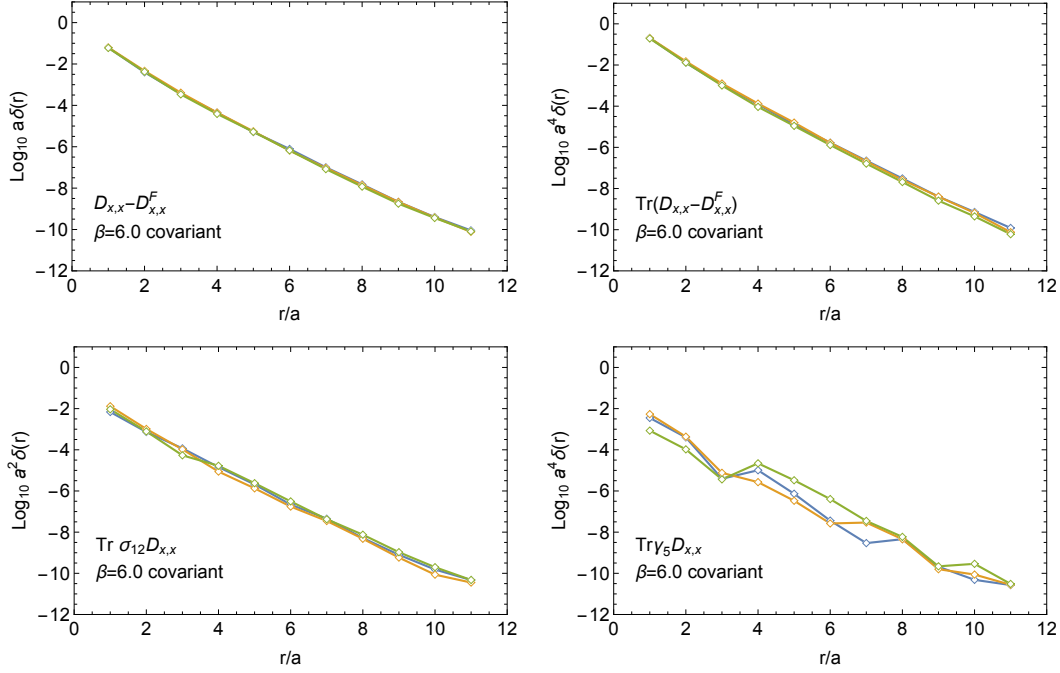 0
−2
−4
−6
−8
−10
−12
0 2 4 6 8 10 12
r/a
Log₁₀ a δ(r)
D_{x,x}−D^F_{x,x}
β=6.0 covariant
0
−2
−4
−6
−8
−10
−12
0 2 4 6 8 10 12
r/a
Log₁₀ a⁴ δ(r)
Tr(D_{x,x}−D^F_{x,x})
β=6.0 covariant
0
−2
−4
−6
−8
−10
−12
0 2 4 6 8 10 12
r/a
Log₁₀ a² δ(r)
Tr σ₁₂D_{x,x}
β=6.0 covariant
0
−2
−4
−6
−8
−10
−12
0 2 4 6 8 10 12
r/a
Log₁₀ a⁴ δ(r)
Trγ₅D_{x,x}
β=6.0 covariant